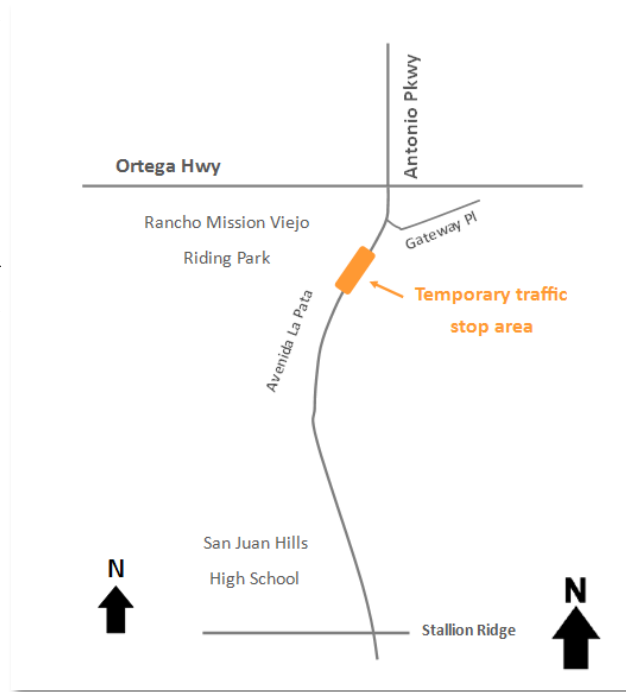 Antonio Pkwy
Ortega Hwy
Rancho Mission Viejo
Riding Park
Gateway Pl
Temporary traffic
stop area
Avenida La Pata
San Juan Hills
High School
N
N
Stallion Ridge